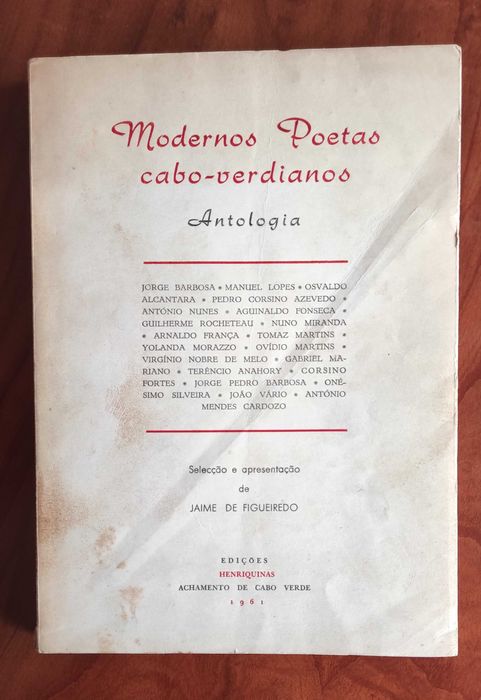 Modernos Poetas
cabo-verdianos
Antologia
JORGE BARBOSA * MANUEL LOPES * OSVALDO
ALCANTARA * PEDRO CORSINO AZEVEDO *
ANTÓNIO NUNES * AGUINALDO FONSECA *
GUILHERME ROCHETEAU * NUNO MIRANDA
* ARNALDO FRANÇA * TOMAZ MARTINS *
YOLANDA MORAZZO * OVÍDIO MARTINS *
VIRGÍNIO NOBRE DE MELO * GABRIEL MA-
RIANO * TERÊNCIO ANAHORY * CORSINO
FORTES * JORGE PEDRO BARBOSA * ONÉ-
SIMO SILVEIRA * JOÃO VÁRIO * ANTÓNIO
MENDES CARDOZO
Selecção e apresentação
de
JAIME DE FIGUEIREDO
EDIÇÕES
HENRIQUINAS
ACHAMENTO DE CABO VERDE
1961